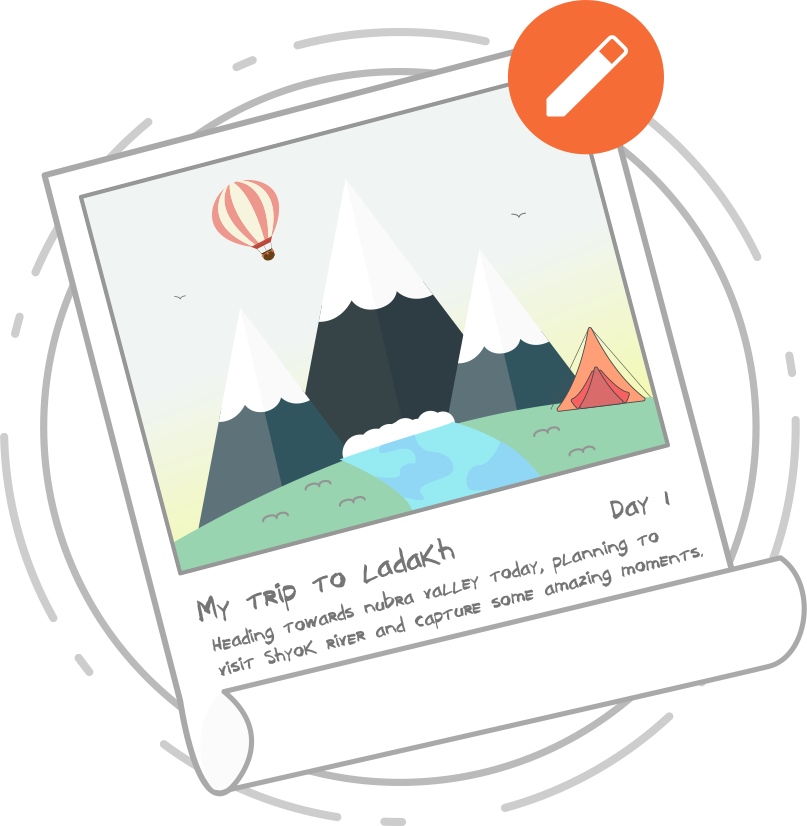 Day 1
My trip to Ladakh
Heading towards nubra valley today, planning to
visit Shyok river and capture some amazing moments.